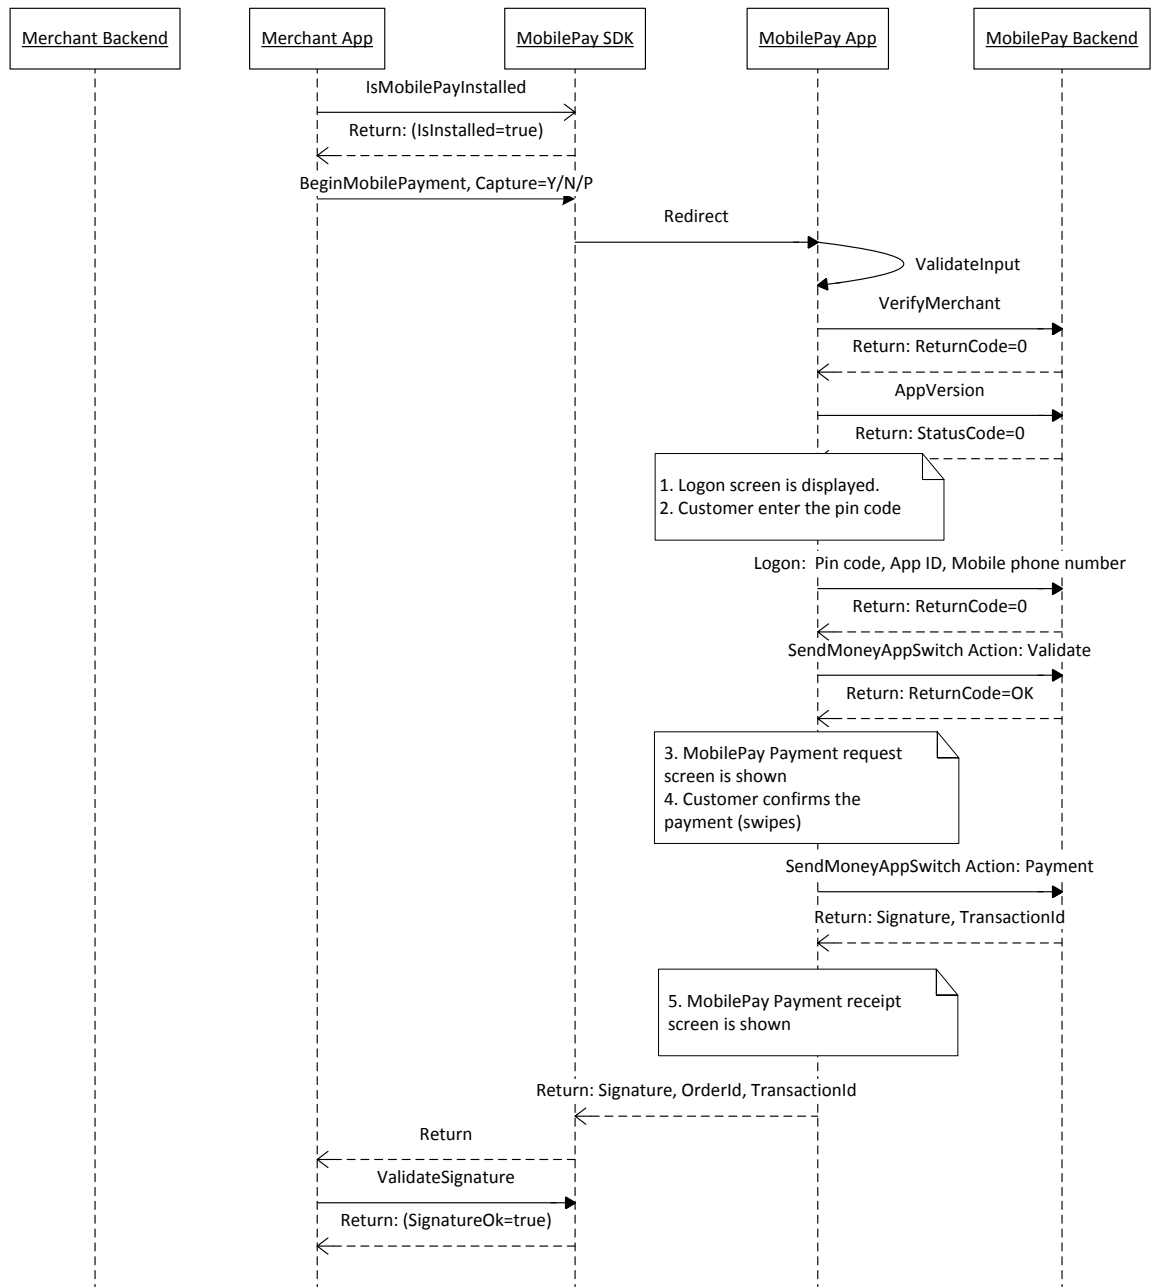 Merchant Backend
Merchant App
MobilePay SDK
MobilePay App
MobilePay Backend
IsMobilePayInstalled
Return: (IsInstalled=true)
BeginMobilePayment, Capture=Y/N/P
Redirect
ValidateInput
VerifyMerchant
Return: ReturnCode=0
AppVersion
Return: StatusCode=0
1. Logon screen is displayed.
2. Customer enter the pin code
Logon:  Pin code, App ID, Mobile phone number
Return: ReturnCode=0
SendMoneyAppSwitch Action: Validate
Return: ReturnCode=OK
3. MobilePay Payment request
screen is shown
4. Customer confirms the
payment (swipes)
SendMoneyAppSwitch Action: Payment
Return: Signature, TransactionId
5. MobilePay Payment receipt
screen is shown
Return: Signature, OrderId, TransactionId
Return
ValidateSignature
Return: (SignatureOk=true)